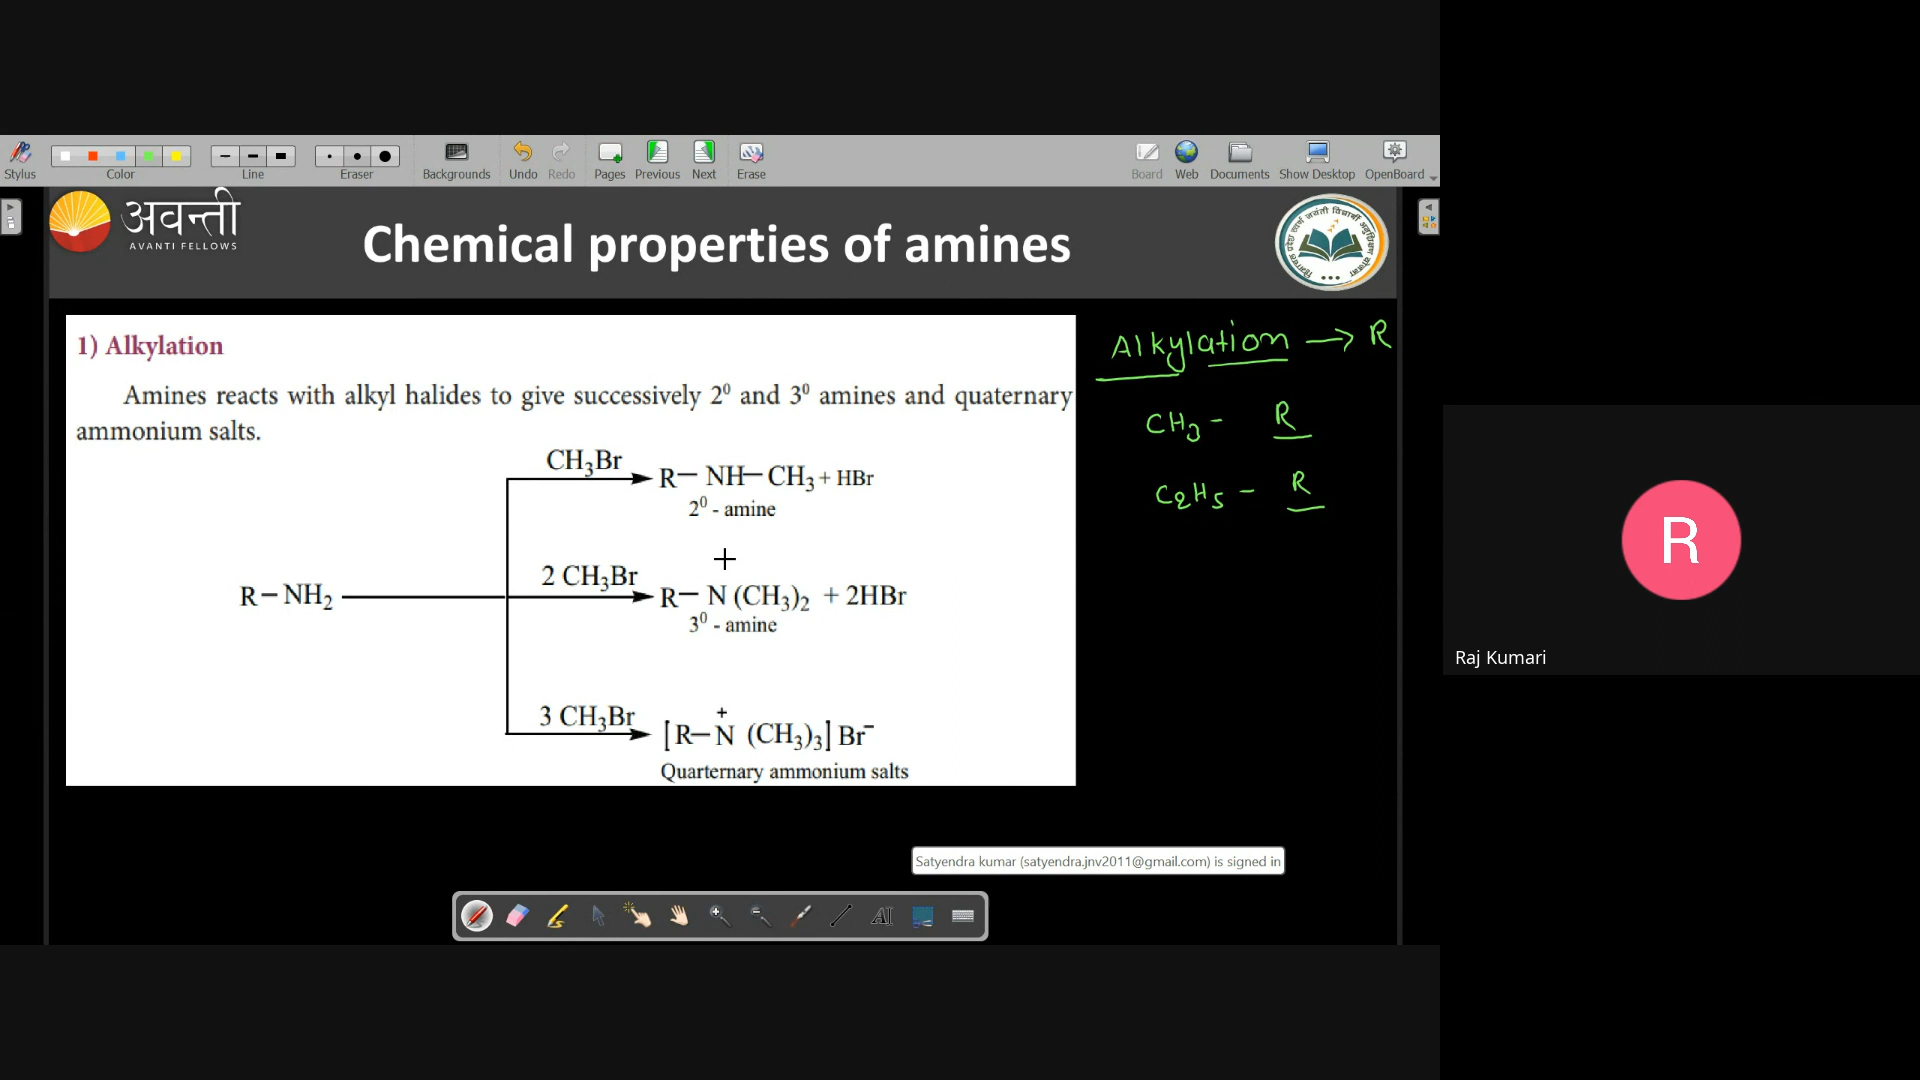 Stylus Color Line Eraser Backgrounds Undo Redo Pages Previous Next Erase Board Web Documents Show Desktop OpenBoard
अवन्ती
AVANTI FELLOWS
Chemical properties of amines
1) Alkylation
Amines reacts with alkyl halides to give successively 2⁰ and 3⁰ amines and quaternary
ammonium salts.
CH₃Br
R− NH− CH₃ + HBr
2⁰ - amine
R − NH₂
2 CH₃Br
R− N (CH₃)₂ + 2HBr
3⁰ - amine
3 CH₃Br
[R−N⁺ (CH₃)₃] Br⁻
Quarternary ammonium salts
Alkylation → R
CH₃ - R
C₂H₅ - R
Satyendra kumar (satyendra.jnv2011@gmail.com) is signed in
AI
R
Raj Kumari